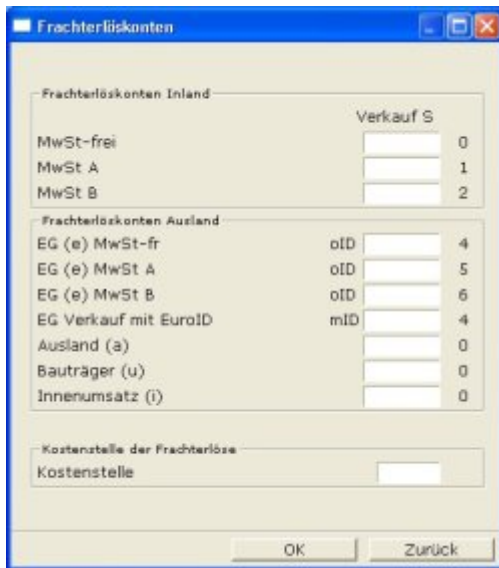 Frachterlöskonten
Frachterlöskonten Inland
Verkauf S
MwSt-frei 0
MwSt A 1
MwSt B 2
Frachterlöskonten Ausland
EG (e) MwSt-fr oID 4
EG (e) MwSt A oID 5
EG (e) MwSt B oID 6
EG Verkauf mit EuroID mID 4
Ausland (a) 0
Bauträger (u) 0
Innenumsatz (i) 0
Kostenstelle der Frachterlöse
Kostenstelle
OK Zurück